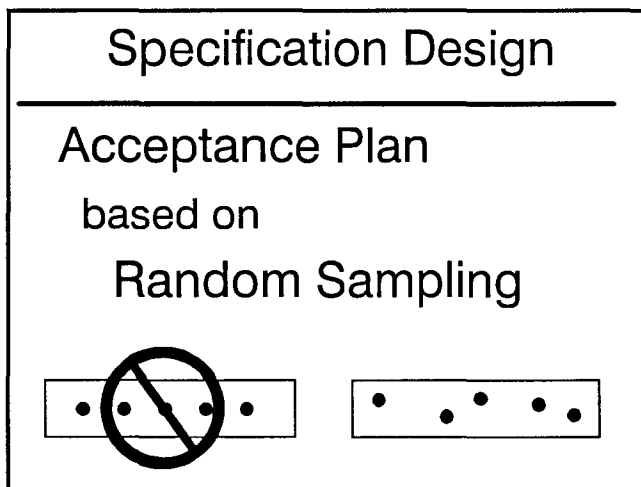 Specification Design
Acceptance Plan
based on
Random Sampling